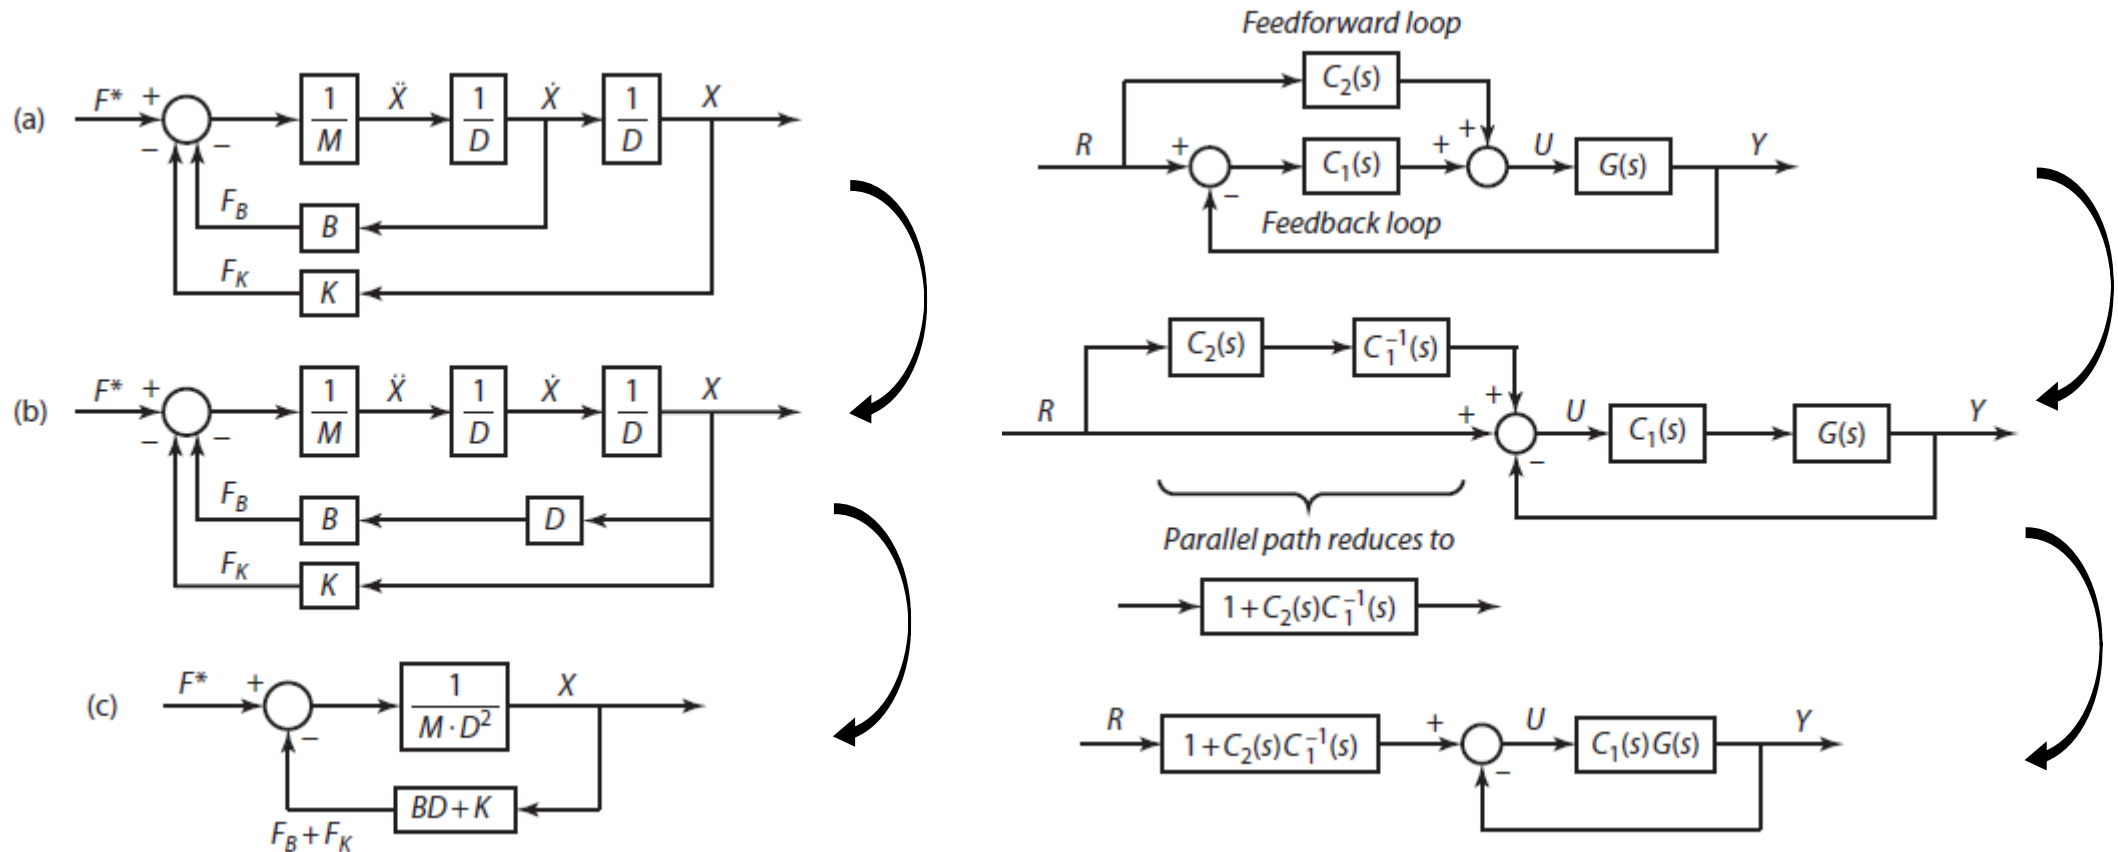 (a) F* + − − 1/M Ẍ 1/D Ẋ 1/D X
F_B B
F_K K
(b) F* + − − 1/M Ẍ 1/D Ẋ 1/D X
F_B B D
F_K K
(c) F* + − 1/(M·D²) X
BD + K
F_B + F_K
Feedforward loop
C₂(s)
R + − C₁(s) + + U G(s) Y
Feedback loop
C₂(s) C₁⁻¹(s)
R + + − U C₁(s) G(s) Y
Parallel path reduces to
1 + C₂(s)C₁⁻¹(s)
R 1 + C₂(s)C₁⁻¹(s) + − U C₁(s)G(s) Y